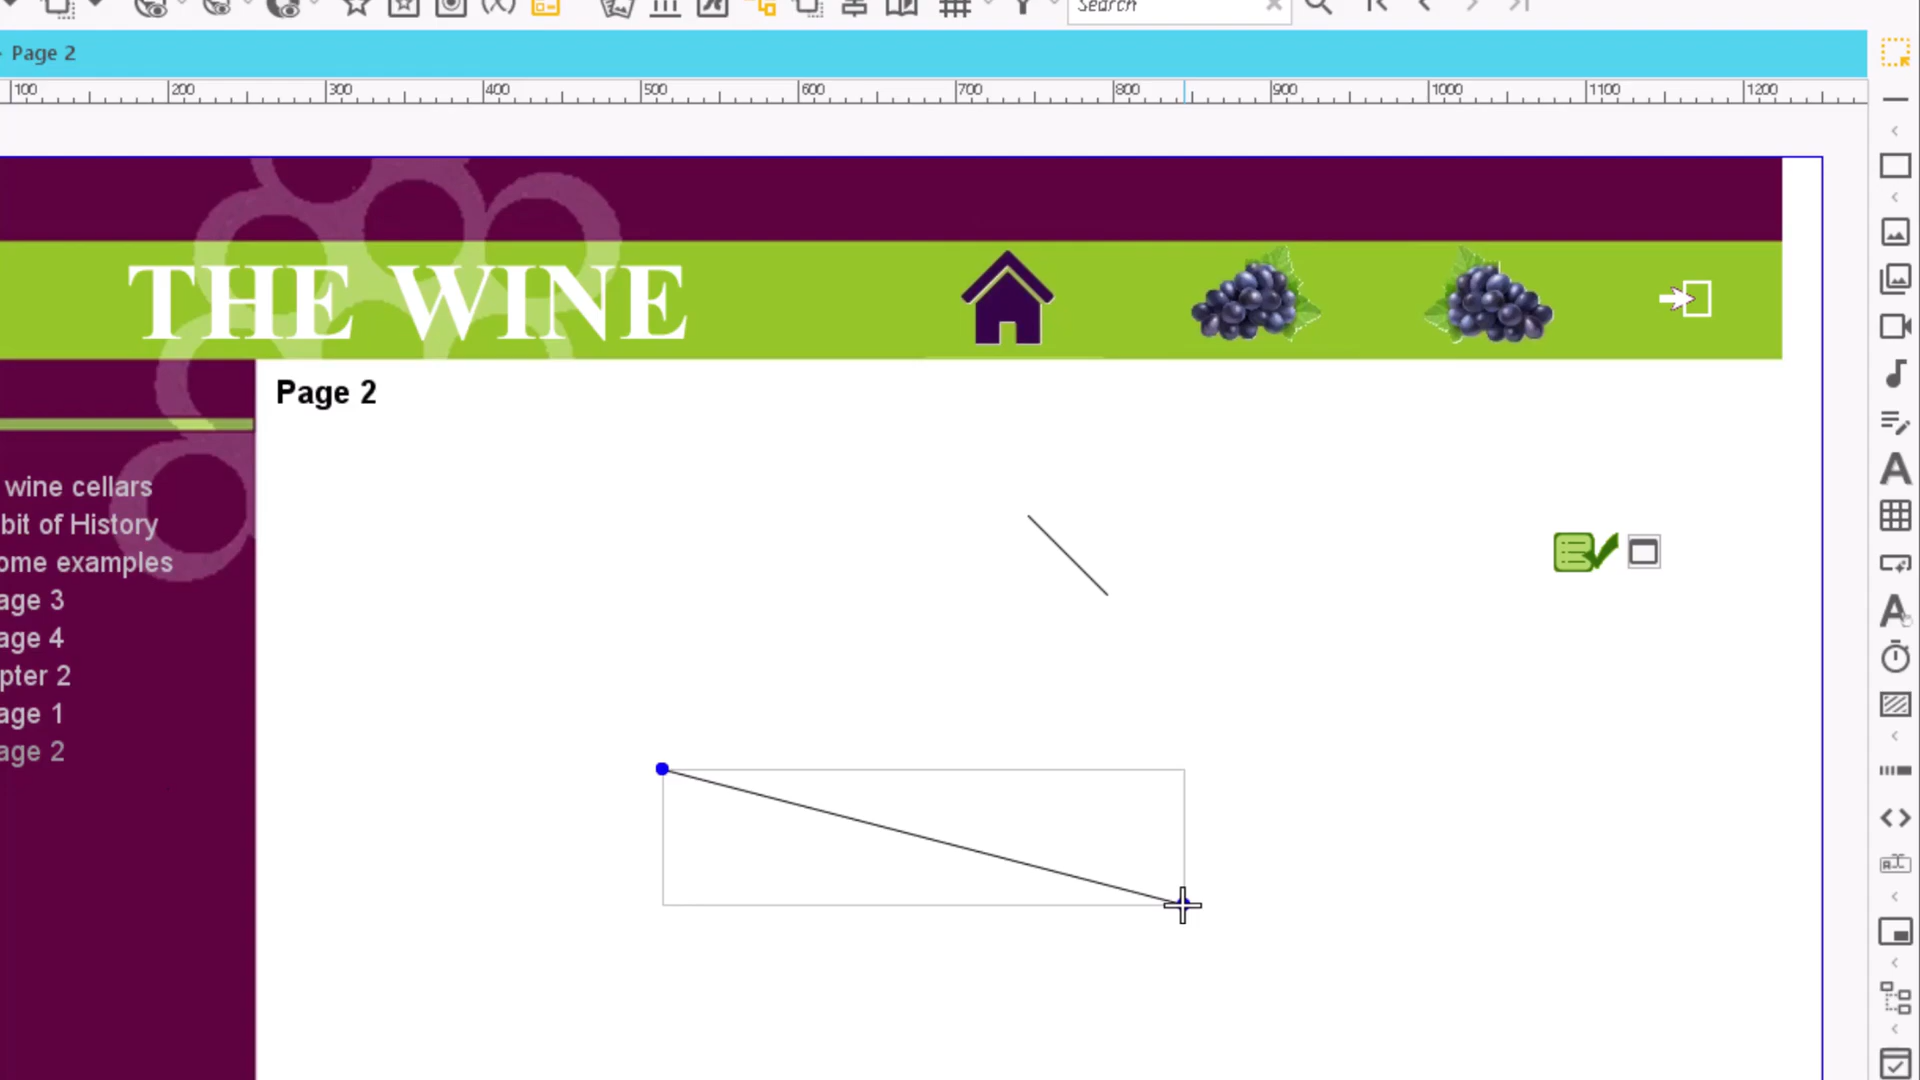 Search
Page 2
100 200 300 400 500 600 700 800 900 1000 1100 1200
THE WINE
Page 2
wine cellars
bit of History
ome examples
age 3
age 4
pter 2
age 1
age 2